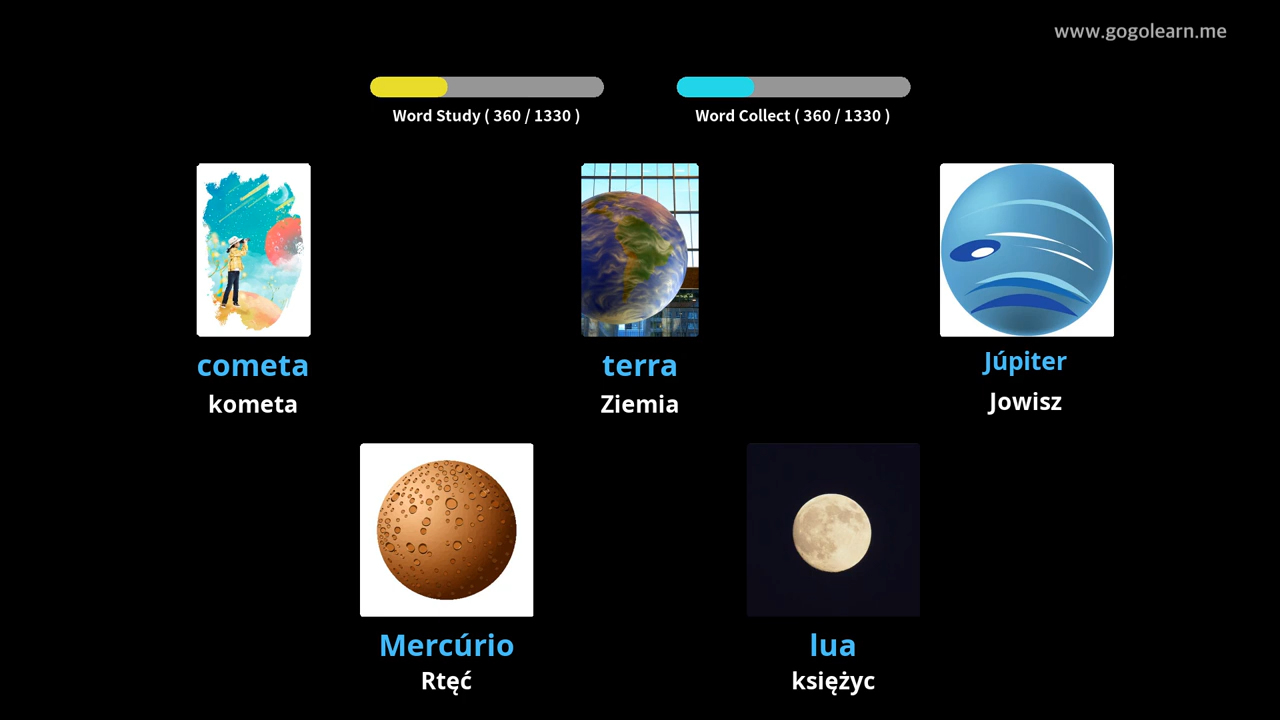 www.gogolearn.me
Word Study ( 360 / 1330 )
Word Collect ( 360 / 1330 )
cometa
kometa
terra
Ziemia
Júpiter
Jowisz
Mercúrio
Rtęć
lua
księżyc